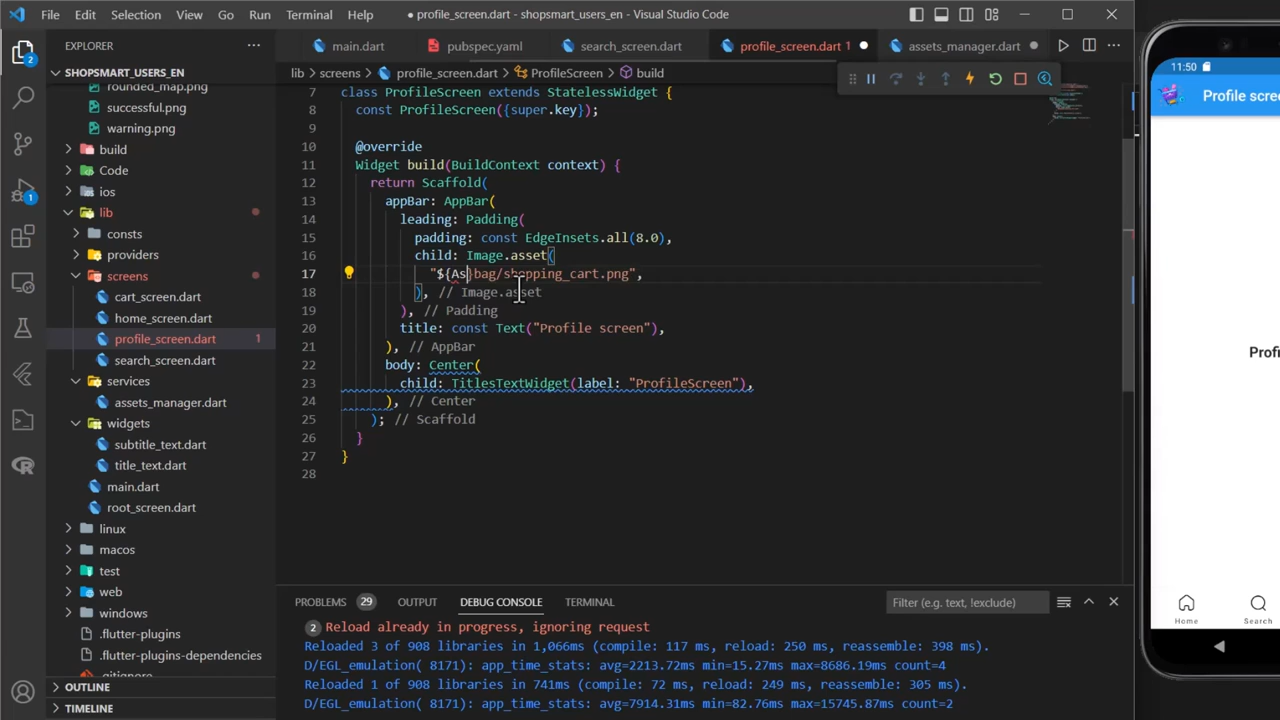 File Edit Selection View Go Run Terminal Help
● profile_screen.dart - shopsmart_users_en - Visual Studio Code
EXPLORER
main.dart pubspec.yaml search_screen.dart profile_screen.dart 1 assets_manager.dart
2
SHOPSMART_USERS_EN
rounded_map.png
successful.png
warning.png
build
Code
ios
1
lib
consts
providers
screens
cart_screen.dart
home_screen.dart
profile_screen.dart 1
search_screen.dart
services
assets_manager.dart
widgets
subtitle_text.dart
title_text.dart
main.dart
root_screen.dart
linux
macos
test
web
windows
.flutter-plugins
.flutter-plugins-dependencies
.gitignore
OUTLINE
TIMELINE
lib > screens > profile_screen.dart > ProfileScreen > build
7 class ProfileScreen extends StatelessWidget {
8 const ProfileScreen({super.key});
9
10 @override
11 Widget build(BuildContext context) {
12 return Scaffold(
13 appBar: AppBar(
14 leading: Padding(
15 padding: const EdgeInsets.all(8.0),
16 child: Image.asset(
17 "${As}bag/shopping_cart.png",
18 ), // Image.asset
19 ), // Padding
20 title: const Text("Profile screen"),
21 ), // AppBar
22 body: Center(
23 child: TitlesTextWidget(label: "ProfileScreen"),
24 ), // Center
25 ); // Scaffold
26 }
27 }
28
PROBLEMS 29 OUTPUT DEBUG CONSOLE TERMINAL
Filter (e.g. text, !exclude)
2 Reload already in progress, ignoring request
Reloaded 3 of 908 libraries in 1,066ms (compile: 117 ms, reload: 250 ms, reassemble: 398 ms).
D/EGL_emulation( 8171): app_time_stats: avg=2213.72ms min=15.27ms max=8686.19ms count=4
Reloaded 1 of 908 libraries in 741ms (compile: 72 ms, reload: 249 ms, reassemble: 305 ms).
D/EGL_emulation( 8171): app_time_stats: avg=7914.31ms min=82.76ms max=15745.87ms count=2
11:50
Profile scree
Profi
Home Search